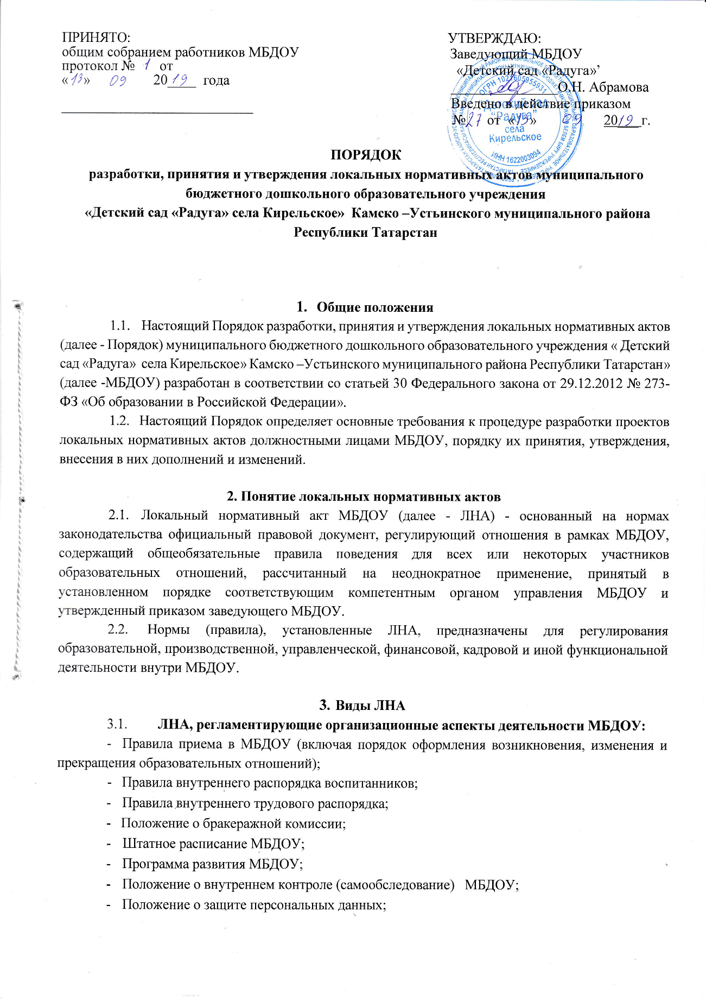 ПРИНЯТО:
общим собранием работников МБДОУ
протокол № 1 от
«13» 09 2019 года
УТВЕРЖДАЮ:
Заведующий МБДОУ
«Детский сад «Радуга»
О.Н. Абрамова
Введено в действие приказом
№27 от «13» 09 2019 г.
ОГРН 1021605955931
"Детский сад
"Радуга"
села
Кирельское
ИНН 1622003094
ПОРЯДОК
разработки, принятия и утверждения локальных нормативных актов муниципального
бюджетного дошкольного образовательного учреждения
«Детский сад «Радуга» села Кирельское» Камско –Устьинского муниципального района
Республики Татарстан
1. Общие положения
1.1. Настоящий Порядок разработки, принятия и утверждения локальных нормативных актов
(далее - Порядок) муниципального бюджетного дошкольного образовательного учреждения « Детский
сад «Радуга» села Кирельское» Камско –Устьинского муниципального района Республики Татарстан»
(далее -МБДОУ) разработан в соответствии со статьей 30 Федерального закона от 29.12.2012 № 273-
ФЗ «Об образовании в Российской Федерации».
1.2. Настоящий Порядок определяет основные требования к процедуре разработки проектов
локальных нормативных актов должностными лицами МБДОУ, порядку их принятия, утверждения,
внесения в них дополнений и изменений.
2. Понятие локальных нормативных актов
2.1. Локальный нормативный акт МБДОУ (далее - ЛНА) - основанный на нормах
законодательства официальный правовой документ, регулирующий отношения в рамках МБДОУ,
содержащий общеобязательные правила поведения для всех или некоторых участников
образовательных отношений, рассчитанный на неоднократное применение, принятый в
установленном порядке соответствующим компетентным органом управления МБДОУ и
утвержденный приказом заведующего МБДОУ.
2.2. Нормы (правила), установленные ЛНА, предназначены для регулирования
образовательной, производственной, управленческой, финансовой, кадровой и иной функциональной
деятельности внутри МБДОУ.
3. Виды ЛНА
3.1. ЛНА, регламентирующие организационные аспекты деятельности МБДОУ:
- Правила приема в МБДОУ (включая порядок оформления возникновения, изменения и
прекращения образовательных отношений);
- Правила внутреннего распорядка воспитанников;
- Правила внутреннего трудового распорядка;
- Положение о бракеражной комиссии;
- Штатное расписание МБДОУ;
- Программа развития МБДОУ;
- Положение о внутреннем контроле (самообследование) МБДОУ;
- Положение о защите персональных данных;